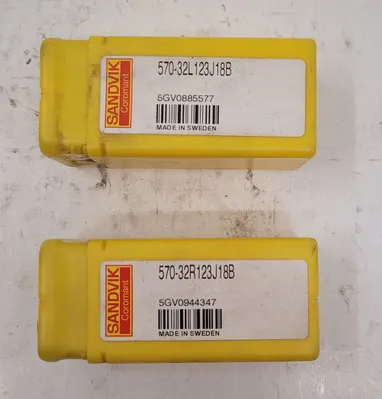 SANDVIK
Coromant
570-32L123J18B
5GV0885577
MADE IN SWEDEN
SANDVIK
Coromant
570-32R123J18B
5GV0944347
MADE IN SWEDEN